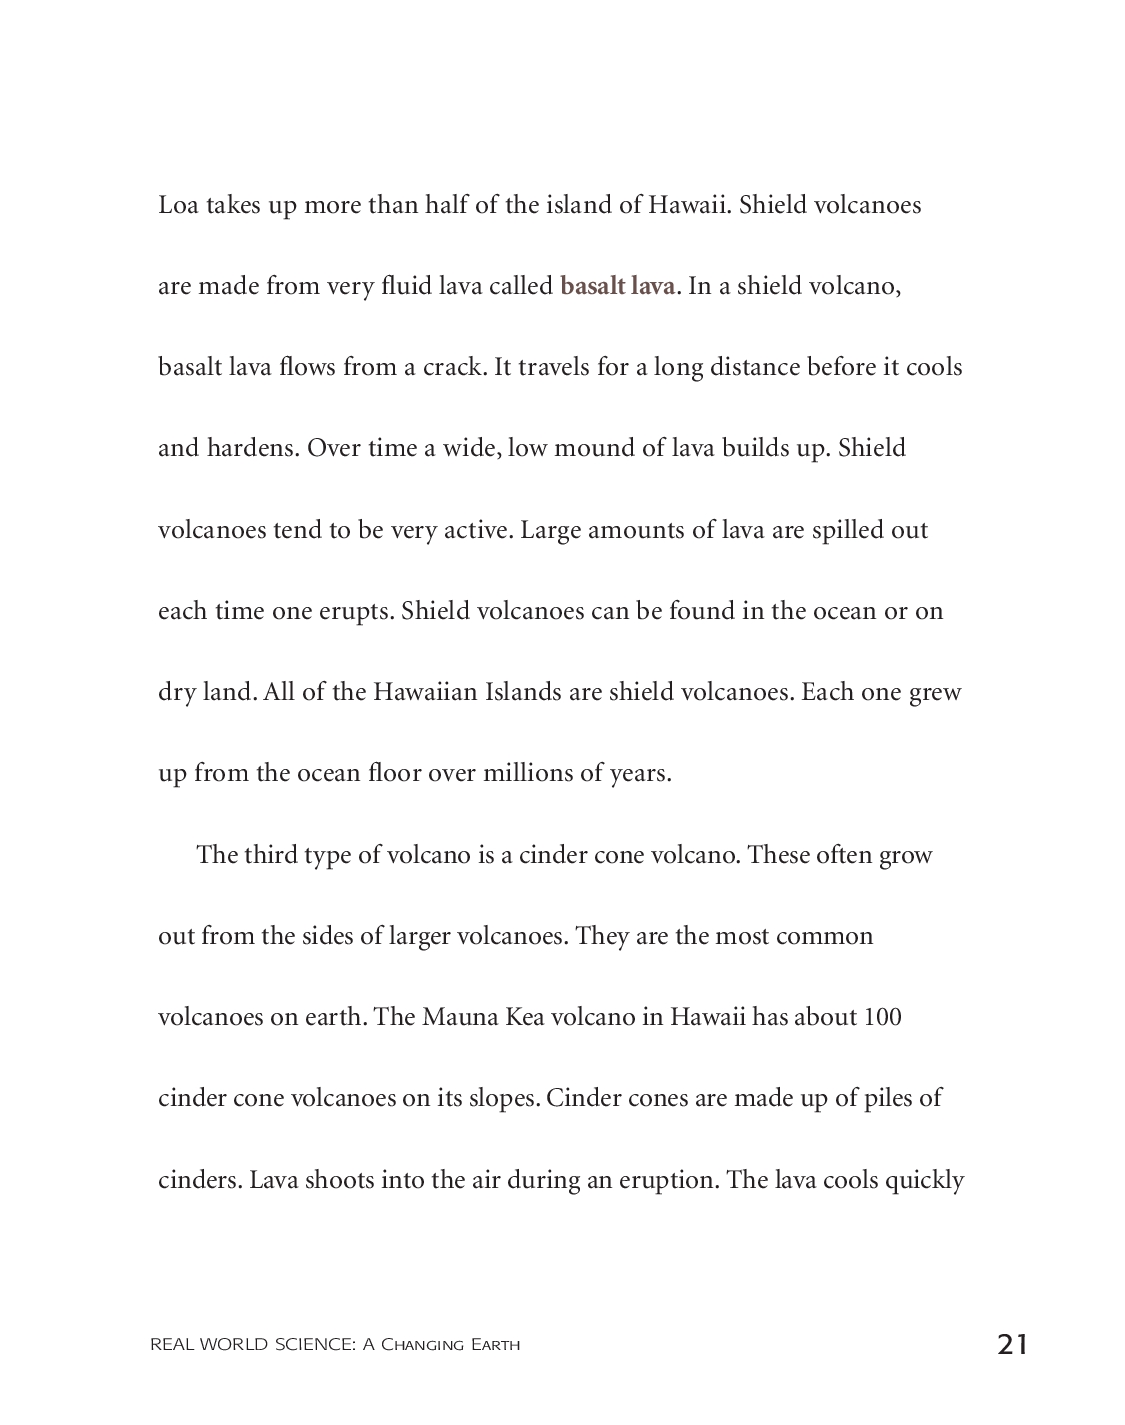 Loa takes up more than half of the island of Hawaii. Shield volcanoes
are made from very fluid lava called basalt lava. In a shield volcano,
basalt lava flows from a crack. It travels for a long distance before it cools
and hardens. Over time a wide, low mound of lava builds up. Shield
volcanoes tend to be very active. Large amounts of lava are spilled out
each time one erupts. Shield volcanoes can be found in the ocean or on
dry land. All of the Hawaiian Islands are shield volcanoes. Each one grew
up from the ocean floor over millions of years.
The third type of volcano is a cinder cone volcano. These often grow
out from the sides of larger volcanoes. They are the most common
volcanoes on earth. The Mauna Kea volcano in Hawaii has about 100
cinder cone volcanoes on its slopes. Cinder cones are made up of piles of
cinders. Lava shoots into the air during an eruption. The lava cools quickly
REAL WORLD SCIENCE: A Changing Earth 21